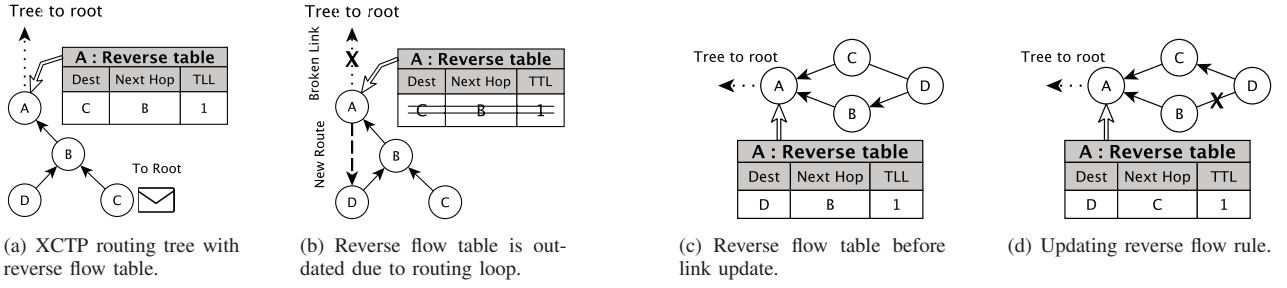 Tree to root
Broken Link
X
A : Reverse table
Dest Next Hop TLL
C B 1
A
B
D
C
To Root
(a) XCTP routing tree with
reverse flow table.
Tree to root
A : Reverse table
Dest Next Hop TTL
C B 1
A
New Route
B
D
C
(b) Reverse flow table is out-
dated due to routing loop.
Tree to root
A
C
D
B
A : Reverse table
Dest Next Hop TLL
D B 1
(c) Reverse flow table before
link update.
Tree to root
A
C
D
B
X
A : Reverse table
Dest Next Hop TTL
D C 1
(d) Updating reverse flow rule.